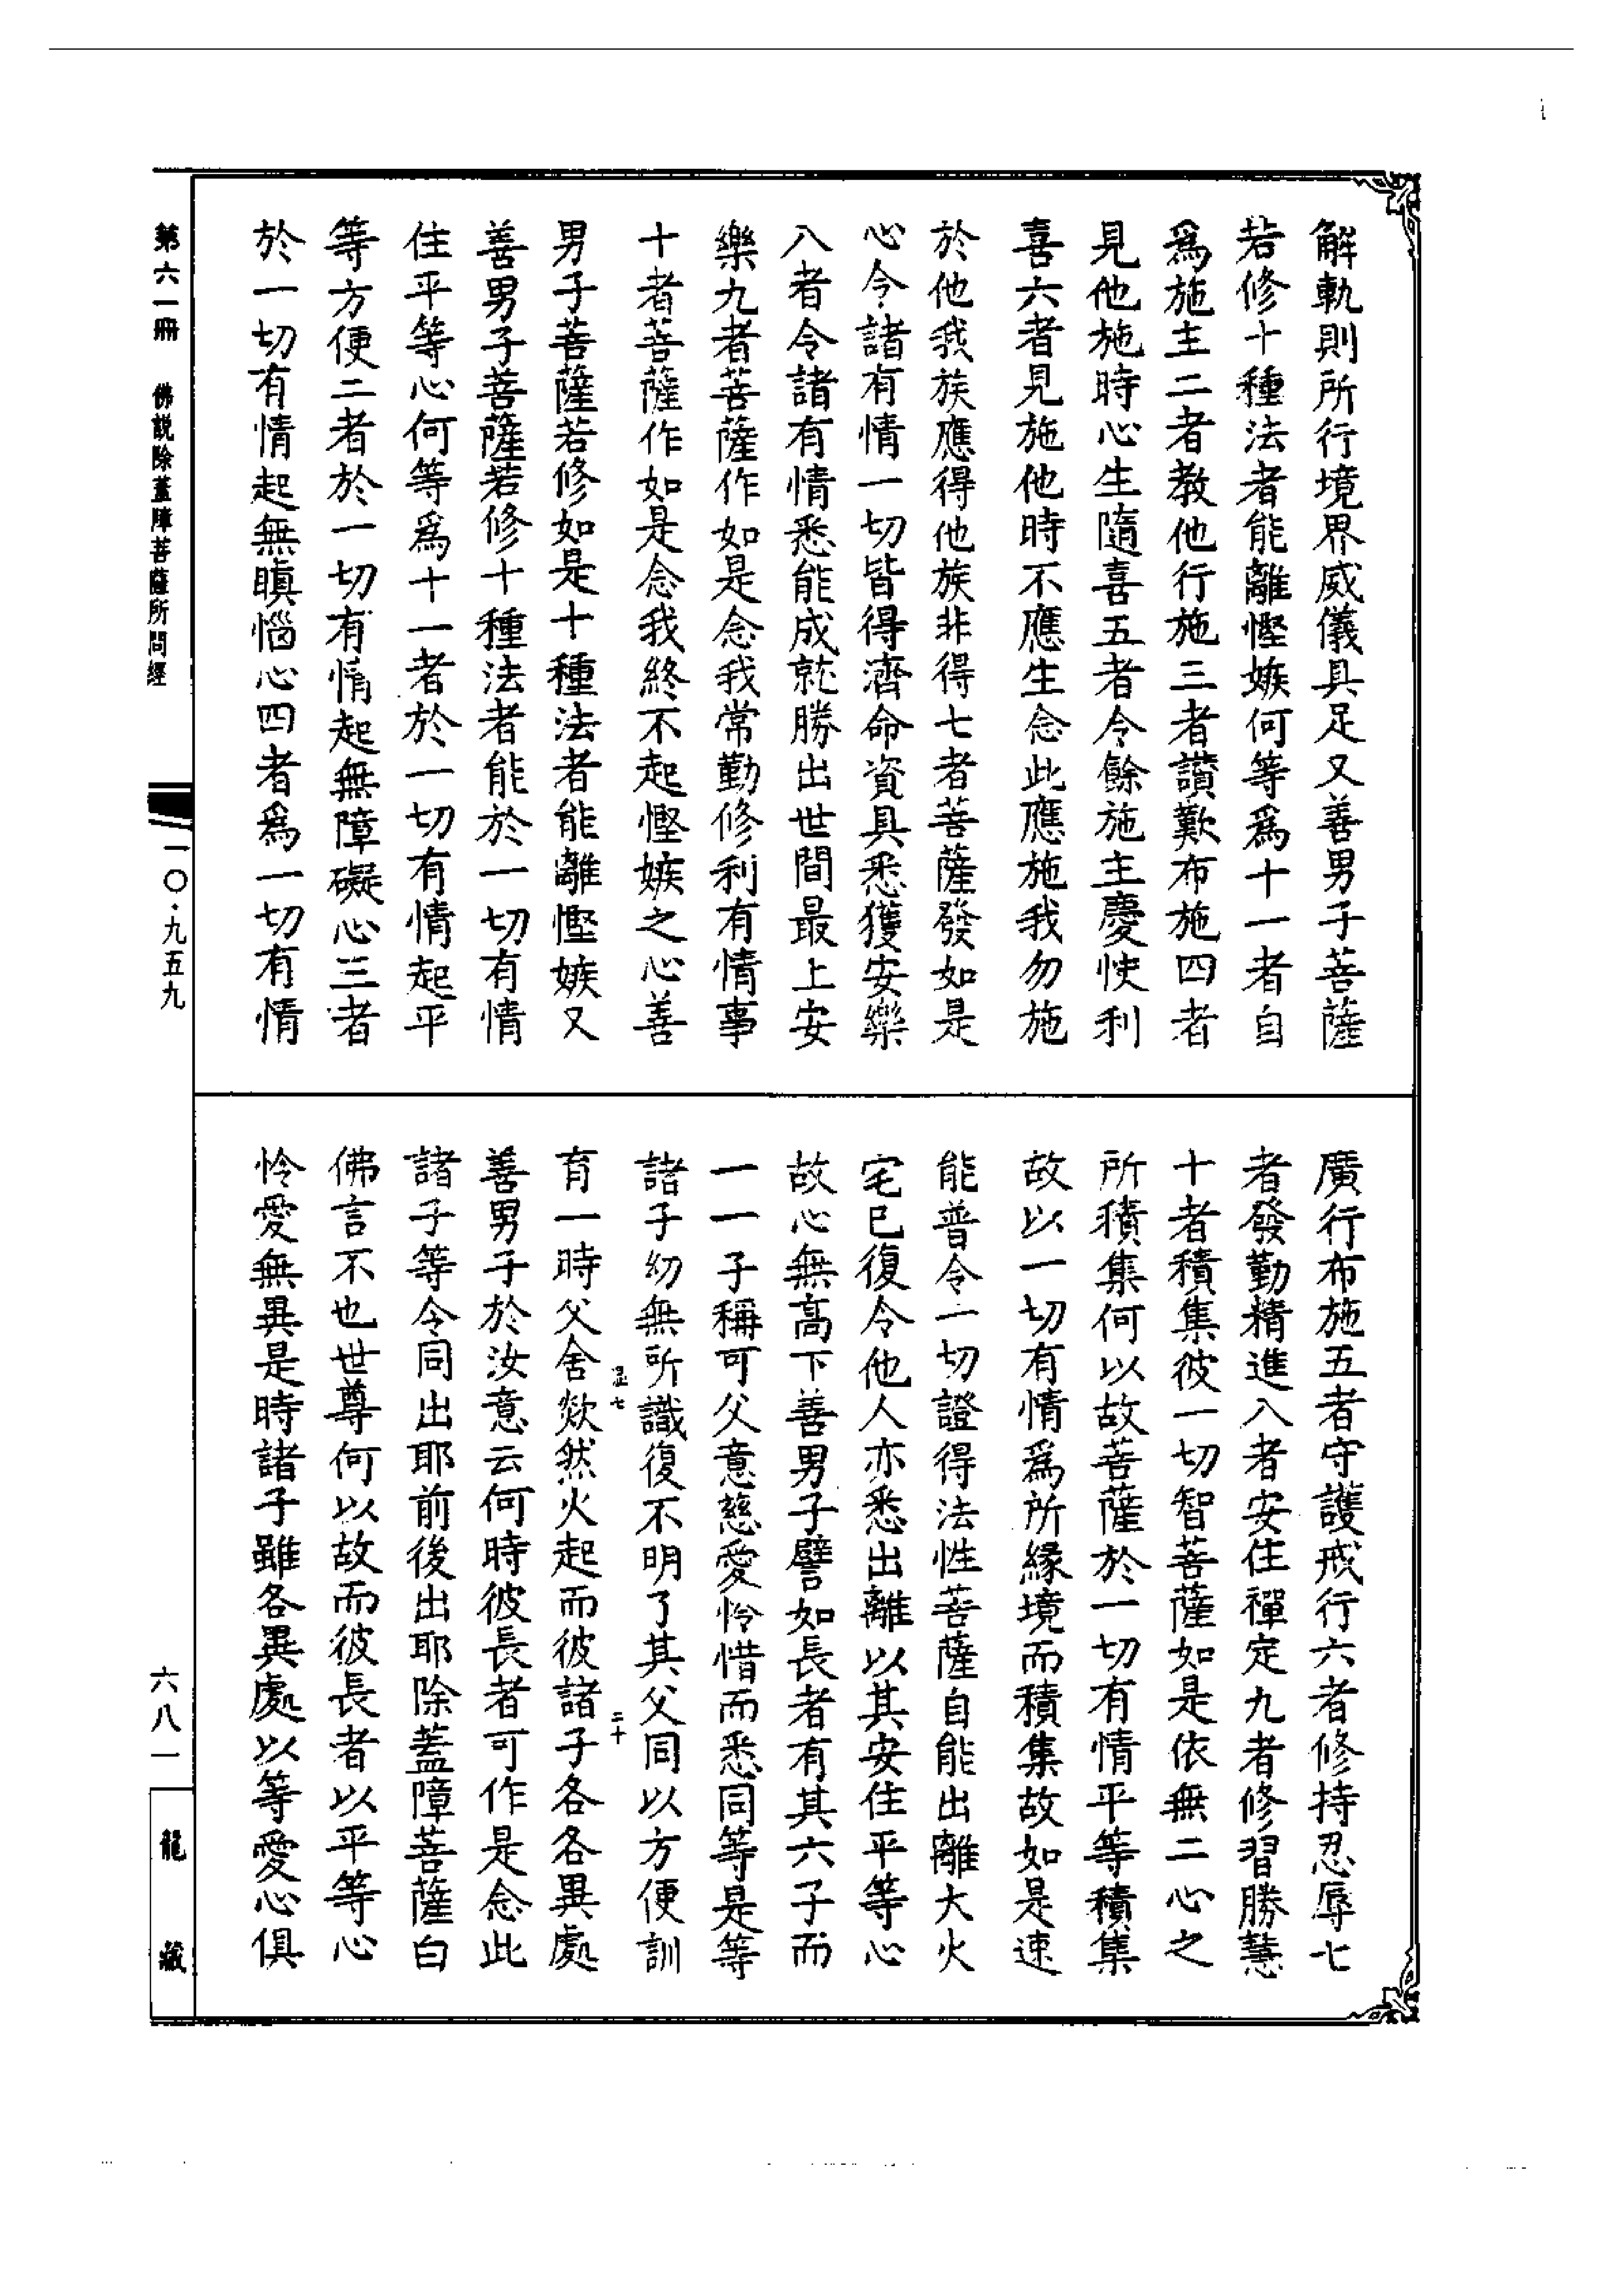 解軌則所行境界威儀具足又善男子菩薩
若修十種法者能離慳嫉何等爲十一者自
爲施主二者教他行施三者讃歎布施四者
見他施時心生隨喜五者令餘施主慶快利
喜六者見施他時不應生念此應施我勿施
於他我族應得他族非得七者菩薩發如是
心令諸有情一切皆得濟命資具悉獲安樂
八者令諸有情悉能成就勝出世間最上安
樂九者菩薩作如是念我常勤修利有情事
十者菩薩作如是念我終不起慳嫉之心善
男子菩薩若修如是十種法者能離慳嫉又
善男子菩薩若修十種法者能於一切有情
住平等心何等爲十一者於一切有情起平
等方便二者於一切有情起無障礙心三者
於一切有情起無瞋惱心四者爲一切有情
廣行布施五者守護戒行六者修持忍辱七
者發勤精進八者安住禪定九者修習勝慧
十者積集彼一切智菩薩如是依無二心之
所積集何以故菩薩於一切有情平等積集
故以一切有情爲所緣境而積集故如是速
能普令一切證得法性菩薩自能出離大火
宅已復令他人亦悉出離以其安住平等心
故心無高下善男子譬如長者有其六子而
一一子稱可父意慈愛怜惜而悉同等是等
諸子幼無所識復不明了其父同以方便訓
育一時父舍欻然火起而彼諸子各各異處
善男子於汝意云何時彼長者可作是念此
諸子等令同出耶前後出耶除蓋障菩薩白
佛言不也世尊何以故而彼長者以平等心
怜愛無異是時諸子雖各異處以等愛心俱
七
二十
第六一冊 佛說除蓋障菩薩所問經
一〇·九五九
六八一
龍藏